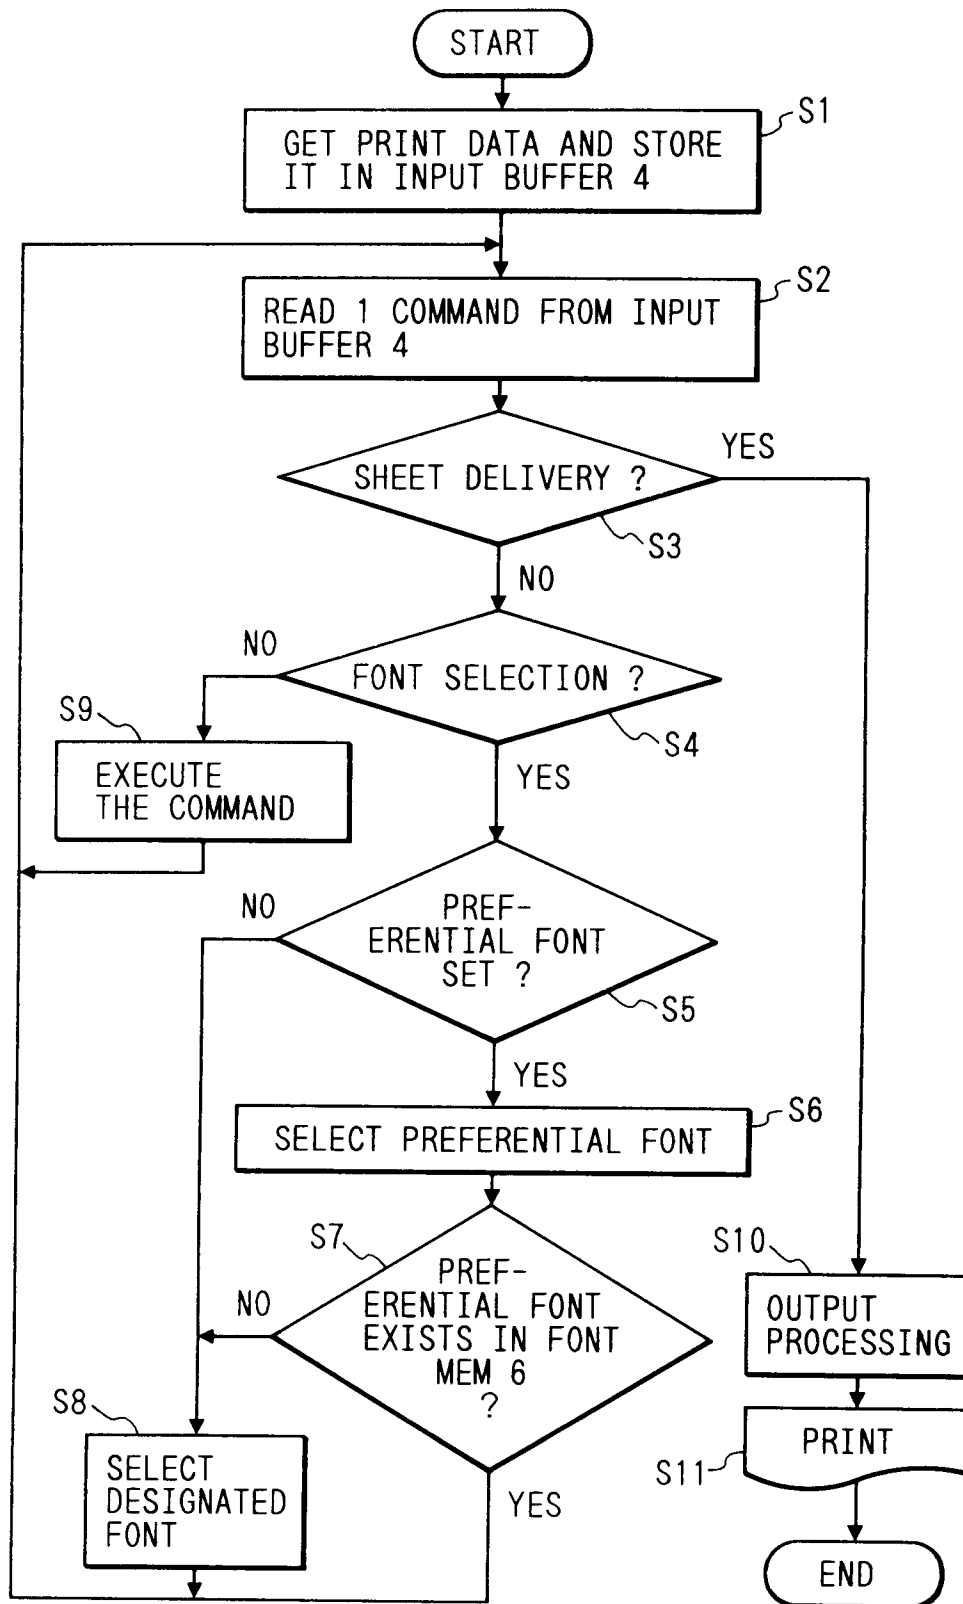 START
S1
GET PRINT DATA AND STORE
IT IN INPUT BUFFER 4
S2
READ 1 COMMAND FROM INPUT
BUFFER 4
YES
SHEET DELIVERY ?
S3
NO
NO
FONT SELECTION ?
S9
S4
EXECUTE
THE COMMAND
YES
NO
PREF-
ERENTIAL FONT
SET ?
S5
YES
S6
SELECT PREFERENTIAL FONT
S7
S10
PREF-
ERENTIAL FONT
EXISTS IN FONT
MEM 6
?
NO
OUTPUT
PROCESSING
S8
PRINT
S11
SELECT
DESIGNATED
FONT
YES
END